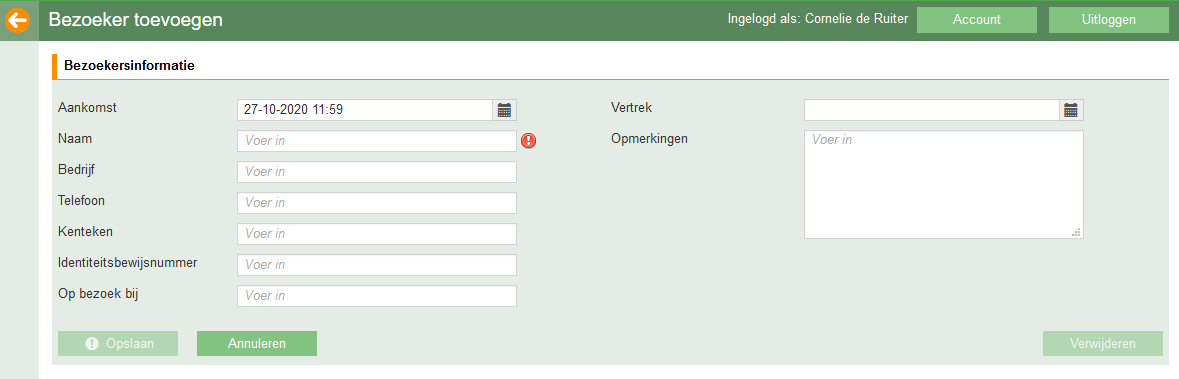 Bezoeker toevoegen
Ingelogd als: Cornelie de Ruiter
Account
Uitloggen
Bezoekersinformatie
Aankomst
27-10-2020 11:59
Vertrek
Naam
Voer in
Opmerkingen
Voer in
Bedrijf
Voer in
Telefoon
Voer in
Kenteken
Voer in
Identiteitsbewijsnummer
Voer in
Op bezoek bij
Voer in
Opslaan
Annuleren
Verwijderen